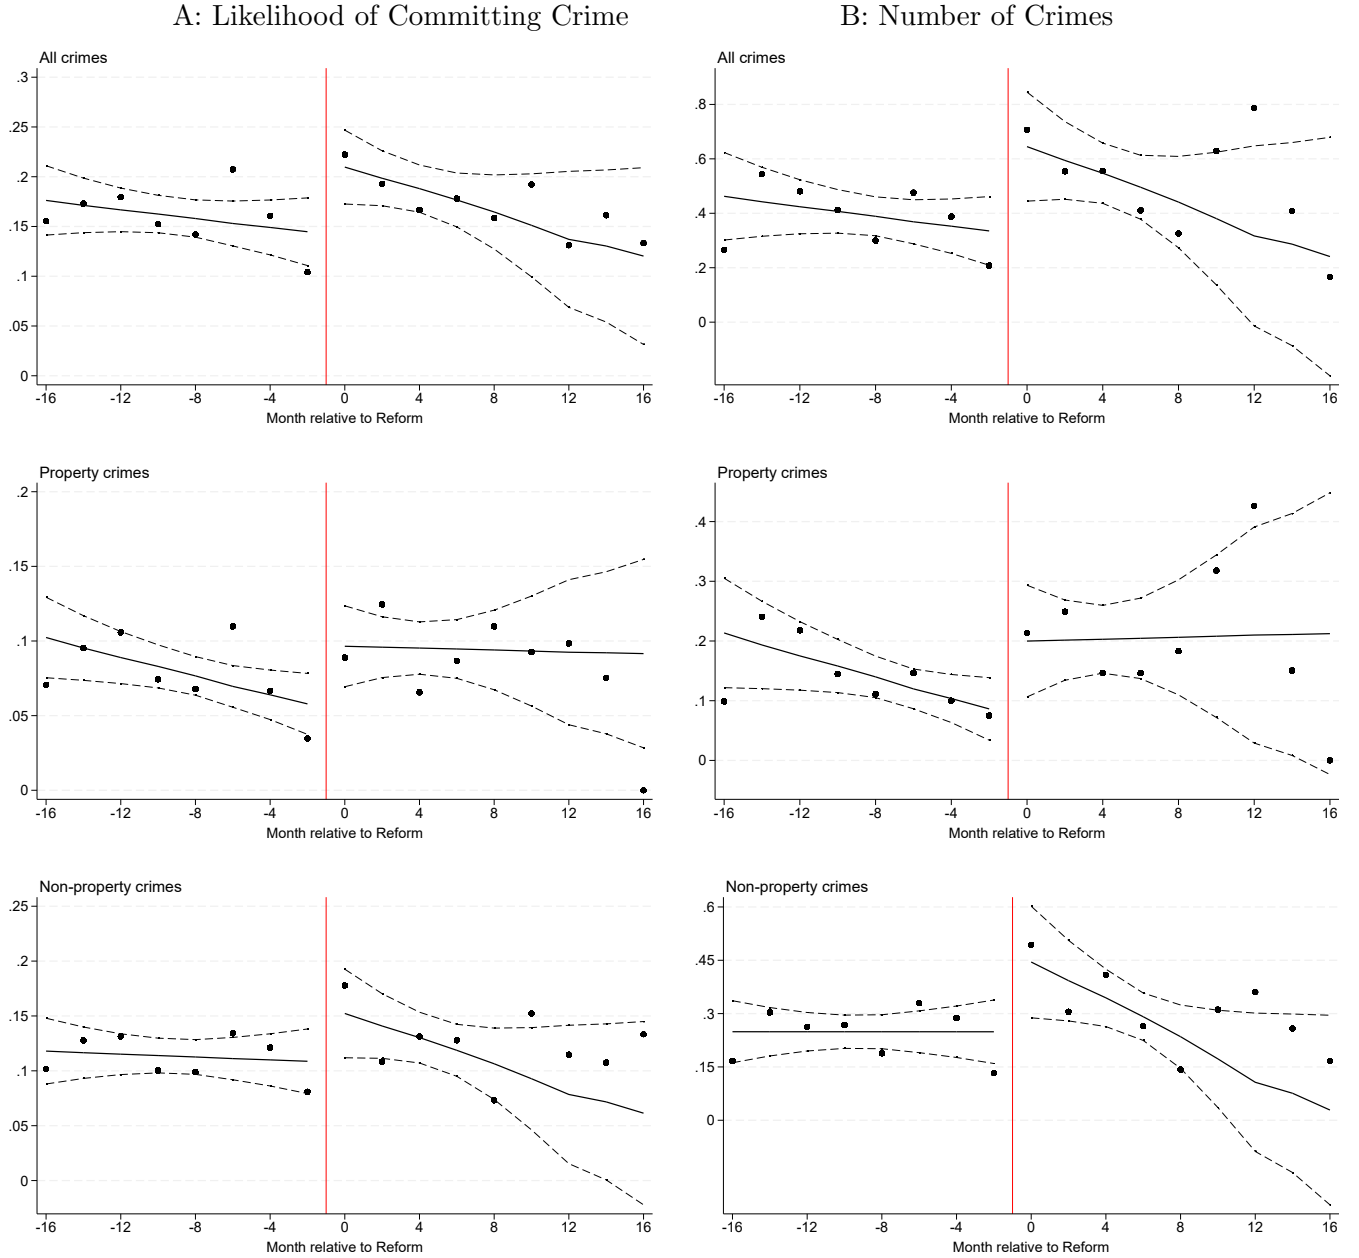 A: Likelihood of Committing Crime
B: Number of Crimes
All crimes
.3
.25
.2
.15
.1
.05
0
-16 -12 -8 -4 0 4 8 12 16
Month relative to Reform
All crimes
.8
.6
.4
.2
0
-16 -12 -8 -4 0 4 8 12 16
Month relative to Reform
Property crimes
.2
.15
.1
.05
0
-16 -12 -8 -4 0 4 8 12 16
Month relative to Reform
Property crimes
.4
.3
.2
.1
0
-16 -12 -8 -4 0 4 8 12 16
Month relative to Reform
Non-property crimes
.25
.2
.15
.1
.05
0
-16 -12 -8 -4 0 4 8 12 16
Month relative to Reform
Non-property crimes
.6
.45
.3
.15
0
-16 -12 -8 -4 0 4 8 12 16
Month relative to Reform